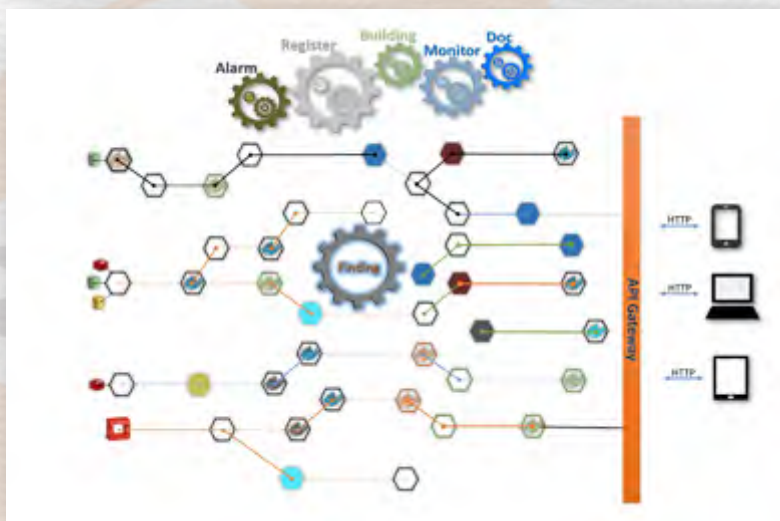 Building
Doc
Register
Monitor
Alarm
HTTP
Finding
API Gateway
HTTP
HTTP